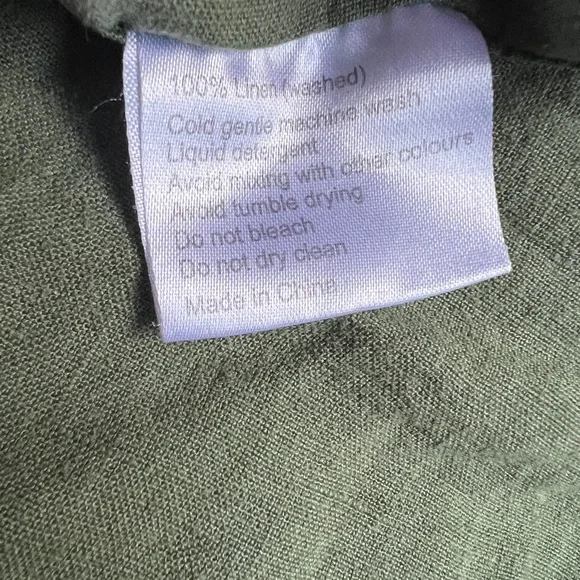 100% Linen (washed)
Cold gentle machine wash
Liquid detergent
Avoid mixing with other colours
Avoid tumble drying
Do not bleach
Do not dry clean
Made in China